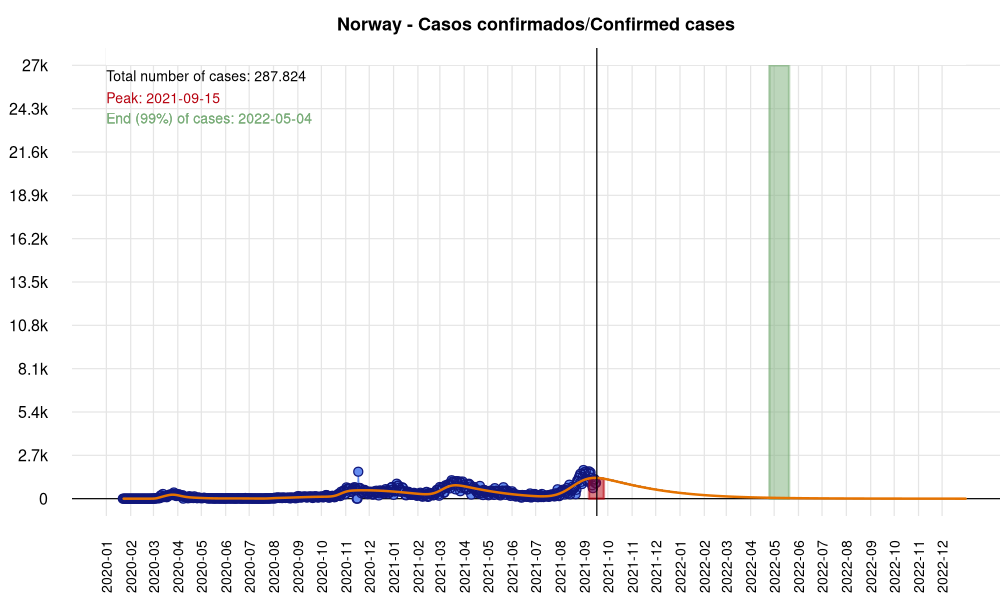 Norway - Casos confirmados/Confirmed cases
Total number of cases: 287.824
Peak: 2021-09-15
End (99%) of cases: 2022-05-04
27k
24.3k
21.6k
18.9k
16.2k
13.5k
10.8k
8.1k
5.4k
2.7k
0
2020-01
2020-02
2020-03
2020-04
2020-05
2020-06
2020-07
2020-08
2020-09
2020-10
2020-11
2020-12
2021-01
2021-02
2021-03
2021-04
2021-05
2021-06
2021-07
2021-08
2021-09
2021-10
2021-11
2021-12
2022-01
2022-02
2022-03
2022-04
2022-05
2022-06
2022-07
2022-08
2022-09
2022-10
2022-11
2022-12